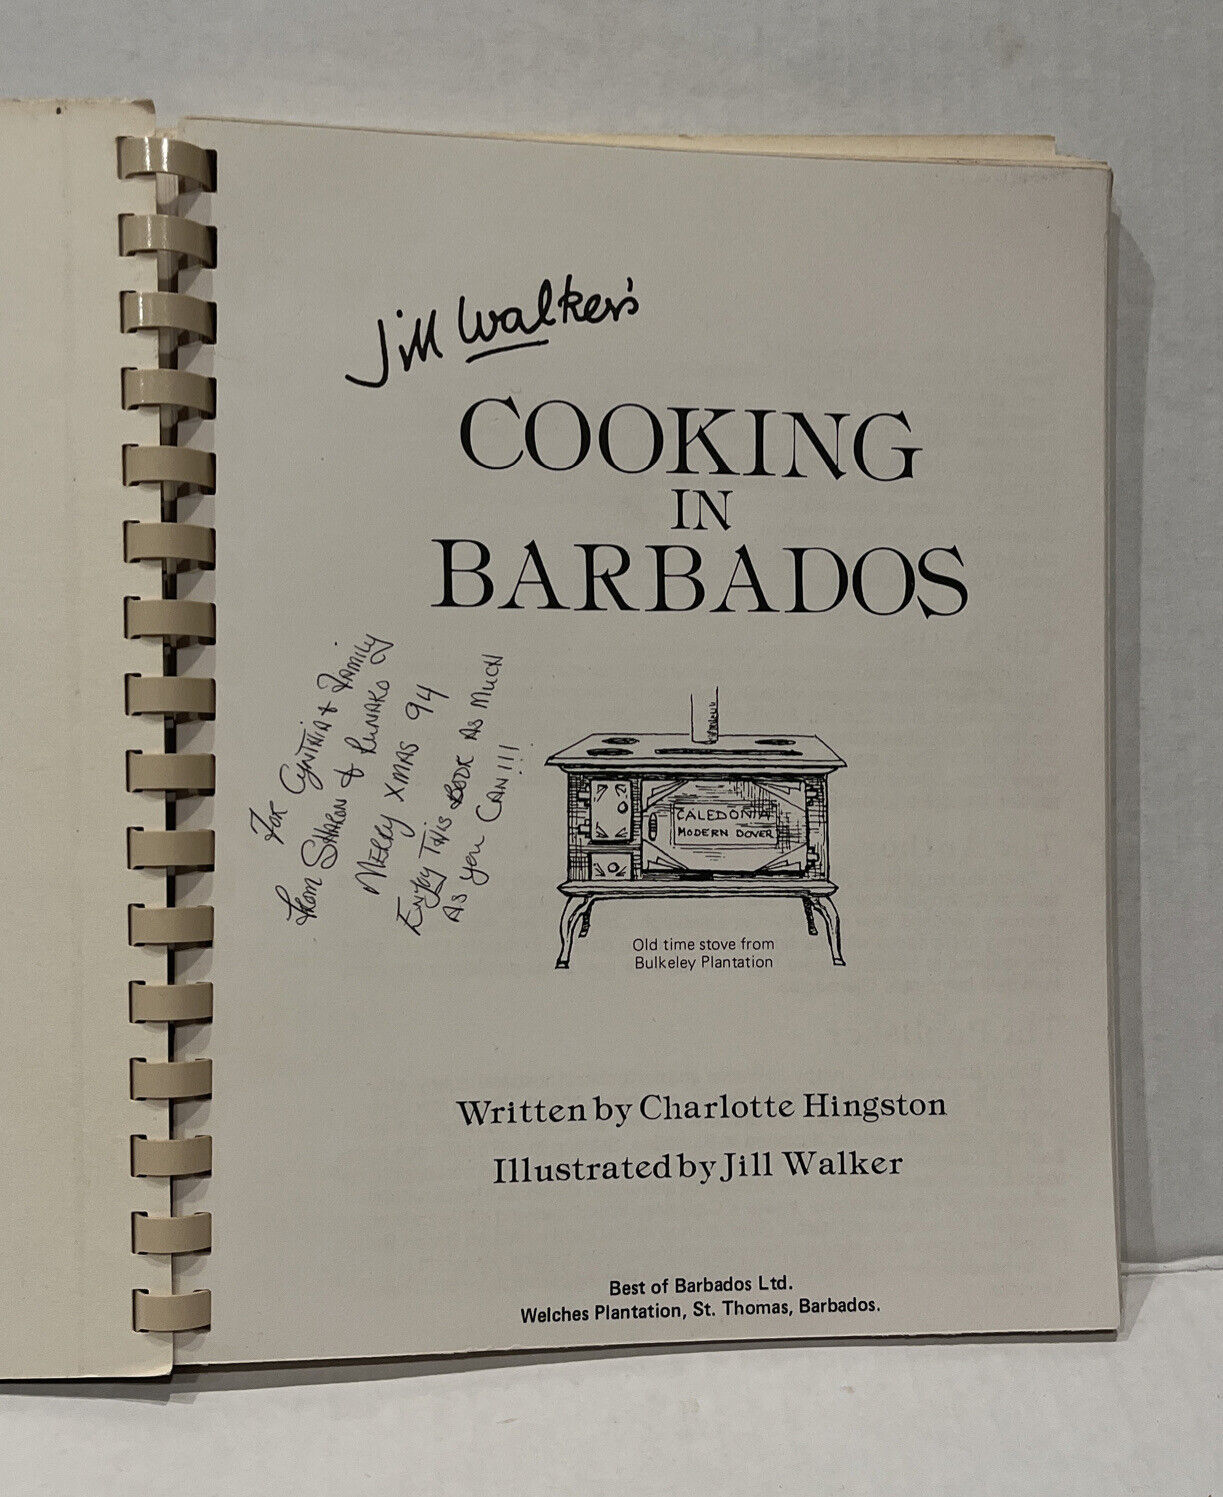 Jill Walker's
COOKING
IN
BARBADOS
For Cynthia & Family
From Sharon & Runako
Merry Xmas 94
Enjoy This Book As Much
As you Can!!!
CALEDONIA
MODERN DOVER
Old time stove from
Bulkeley Plantation
Written by Charlotte Hingston
Illustrated by Jill Walker
Best of Barbados Ltd.
Welches Plantation, St. Thomas, Barbados.